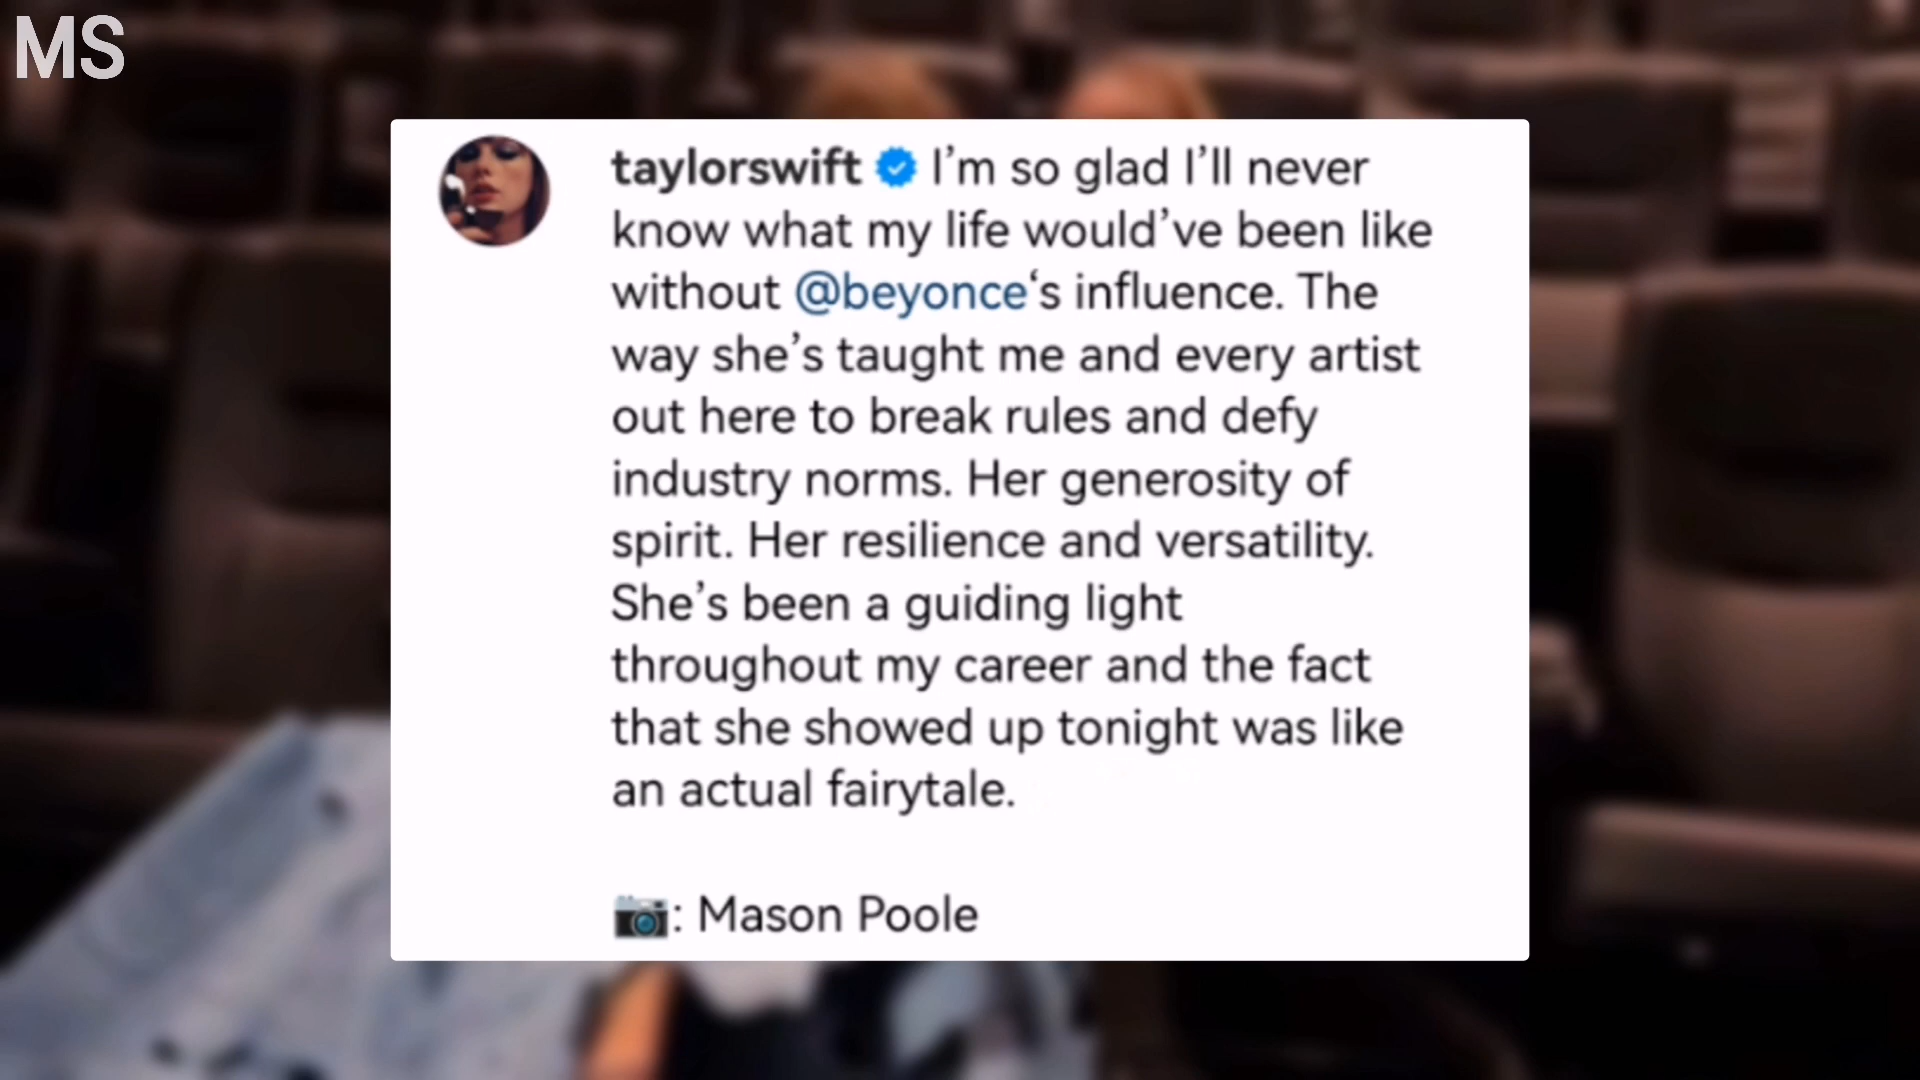 MS
taylorswift I’m so glad I’ll never
know what my life would’ve been like
without @beyonce‘s influence. The
way she’s taught me and every artist
out here to break rules and defy
industry norms. Her generosity of
spirit. Her resilience and versatility.
She’s been a guiding light
throughout my career and the fact
that she showed up tonight was like
an actual fairytale.
📷: Mason Poole